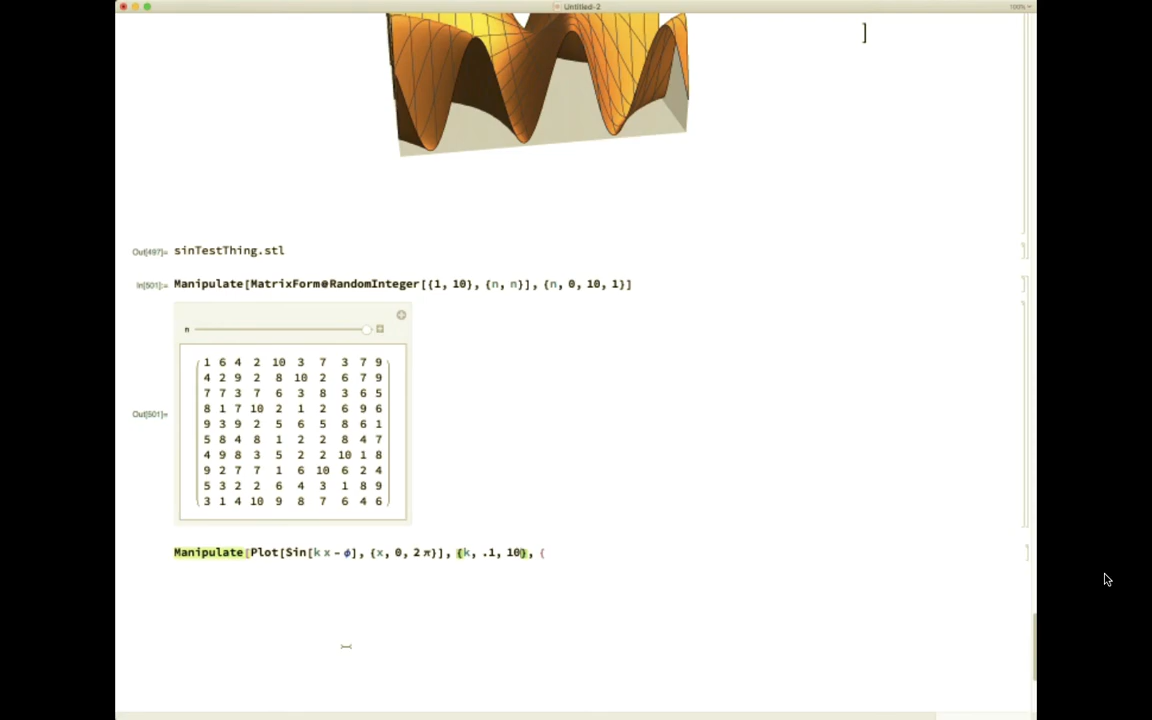 Untitled-2
100%
]
Out[497]= sinTestThing.stl
In[501]:= Manipulate[MatrixForm@RandomInteger[{1, 10}, {n, n}], {n, 0, 10, 1}]
n
Out[501]=
1 6 4 2 10 3 7 3 7 9
4 2 9 2 8 10 2 6 7 9
7 7 3 7 6 3 8 3 6 5
8 1 7 10 2 1 2 6 9 6
9 3 9 2 5 6 5 8 6 1
5 8 4 8 1 2 2 8 4 7
4 9 8 3 5 2 2 10 1 8
9 2 7 7 1 6 10 6 2 4
5 3 2 2 6 4 3 1 8 9
3 1 4 10 9 8 7 6 4 6
Manipulate[Plot[Sin[k x - ϕ], {x, 0, 2 π}], {k, .1, 10}, {